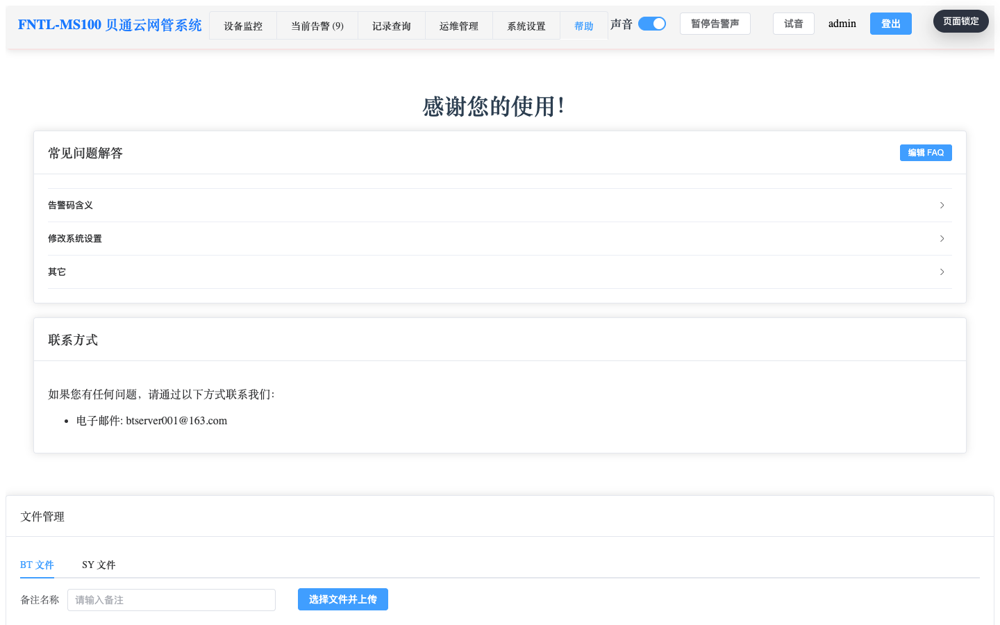 FNTL-MS100 贝通云网管系统 设备监控 当前告警 (9) 记录查询 运维管理 系统设置 帮助 声音 暂停告警声 试音 admin 登出 页面锁定
感谢您的使用！
常见问题解答 编辑 FAQ
告警码含义
修改系统设置
其它
联系方式
如果您有任何问题，请通过以下方式联系我们：
电子邮件: btserver001@163.com
文件管理
BT 文件 SY 文件
备注名称 请输入备注 选择文件并上传